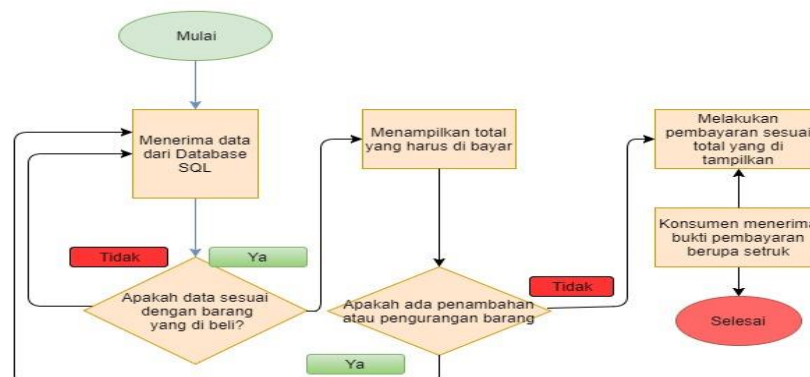 Mulai
Menerima data
dari Database
SQL
Menampilkan total
yang harus di bayar
Melakukan
pembayaran sesuai
total yang di
tampilkan
Konsumen menerima
bukti pembayaran
berupa setruk
Tidak
Ya
Apakah data sesuai
dengan barang
yang di beli?
Apakah ada penambahan
atau pengurangan barang
Tidak
Selesai
Ya